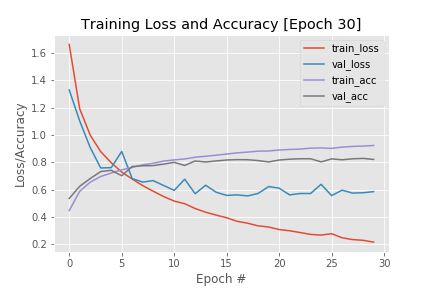 Training Loss and Accuracy [Epoch 30]
train_loss
val_loss
train_acc
val_acc
Loss/Accuracy
1.6
1.4
1.2
1.0
0.8
0.6
0.4
0.2
0 5 10 15 20 25 30
Epoch #